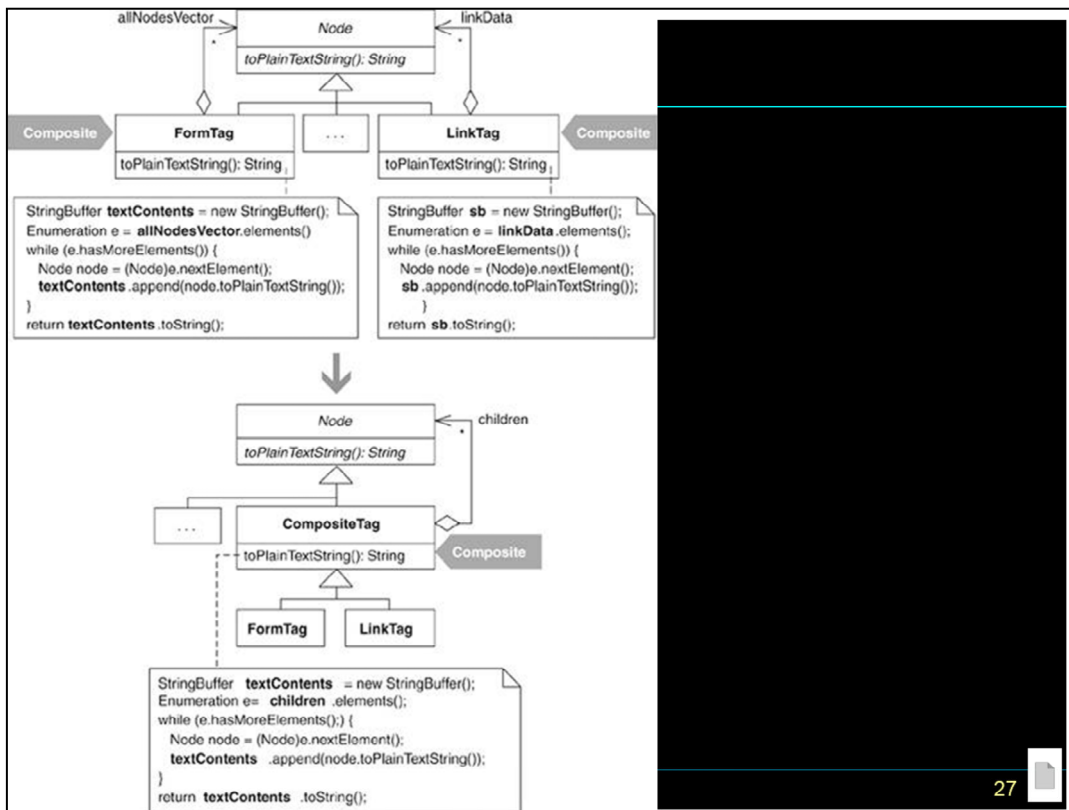 allNodesVector
Node
linkData
*
*
toPlainTextString(): String
Composite
FormTag
...
LinkTag
Composite
toPlainTextString(): String
toPlainTextString(): String
StringBuffer textContents = new StringBuffer();
Enumeration e = allNodesVector.elements()
while (e.hasMoreElements()) {
Node node = (Node)e.nextElement();
textContents.append(node.toPlainTextString());
}
return textContents.toString();
StringBuffer sb = new StringBuffer();
Enumeration e = linkData.elements();
while (e.hasMoreElements()) {
Node node = (Node)e.nextElement();
sb.append(node.toPlainTextString());
}
return sb.toString();
Node
children
*
toPlainTextString(): String
...
CompositeTag
toPlainTextString(): String
Composite
FormTag
LinkTag
StringBuffer textContents = new StringBuffer();
Enumeration e= children .elements();
while (e.hasMoreElements();) {
Node node = (Node)e.nextElement();
textContents .append(node.toPlainTextString());
}
return textContents .toString();
27